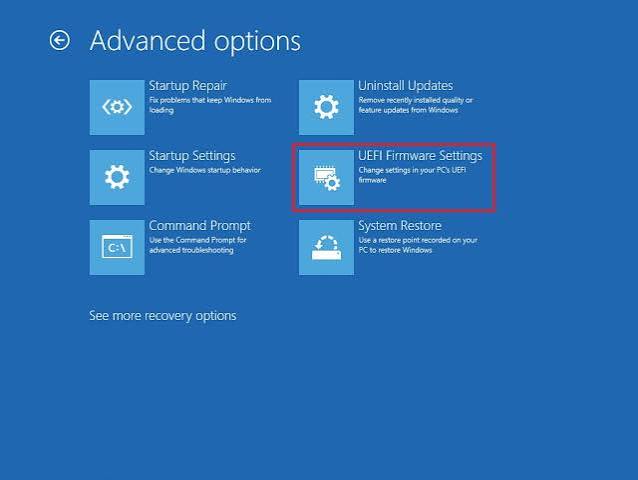 Advanced options
Startup Repair
Fix problems that keep Windows from
loading
Uninstall Updates
Remove recently installed quality or
feature updates from Windows
Startup Settings
Change Windows startup behavior
UEFI Firmware Settings
Change settings in your PC's UEFI
firmware
Command Prompt
Use the Command Prompt for
advanced troubleshooting
C:\
System Restore
Use a restore point recorded on your
PC to restore Windows
See more recovery options